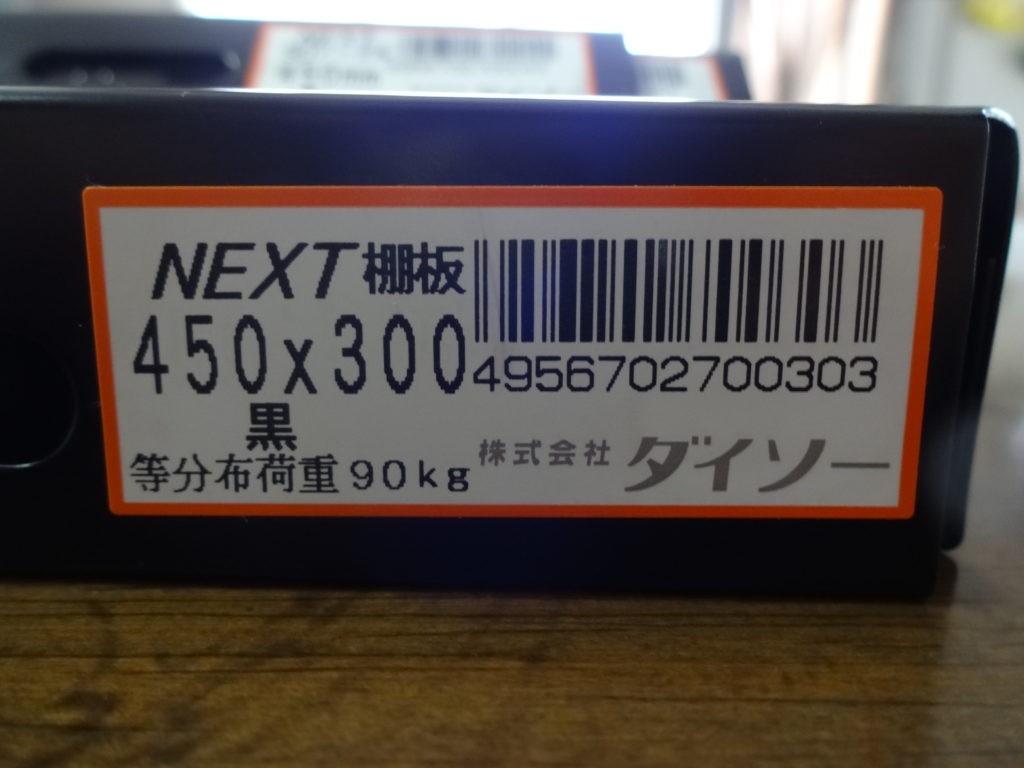 NEXT棚板
450x300
黒
等分布荷重90kg
4956702700303
株式会社 ダイソー